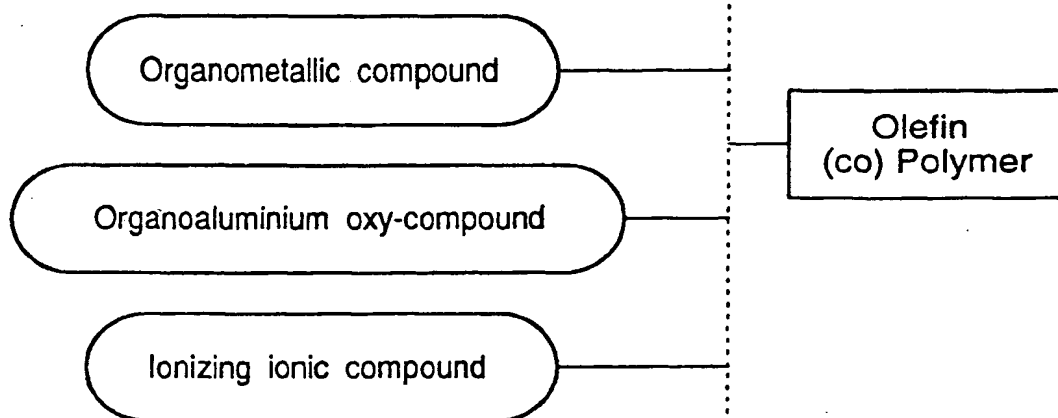 Organometallic compound
Olefin
(co) Polymer
Organoaluminium oxy-compound
Ionizing ionic compound